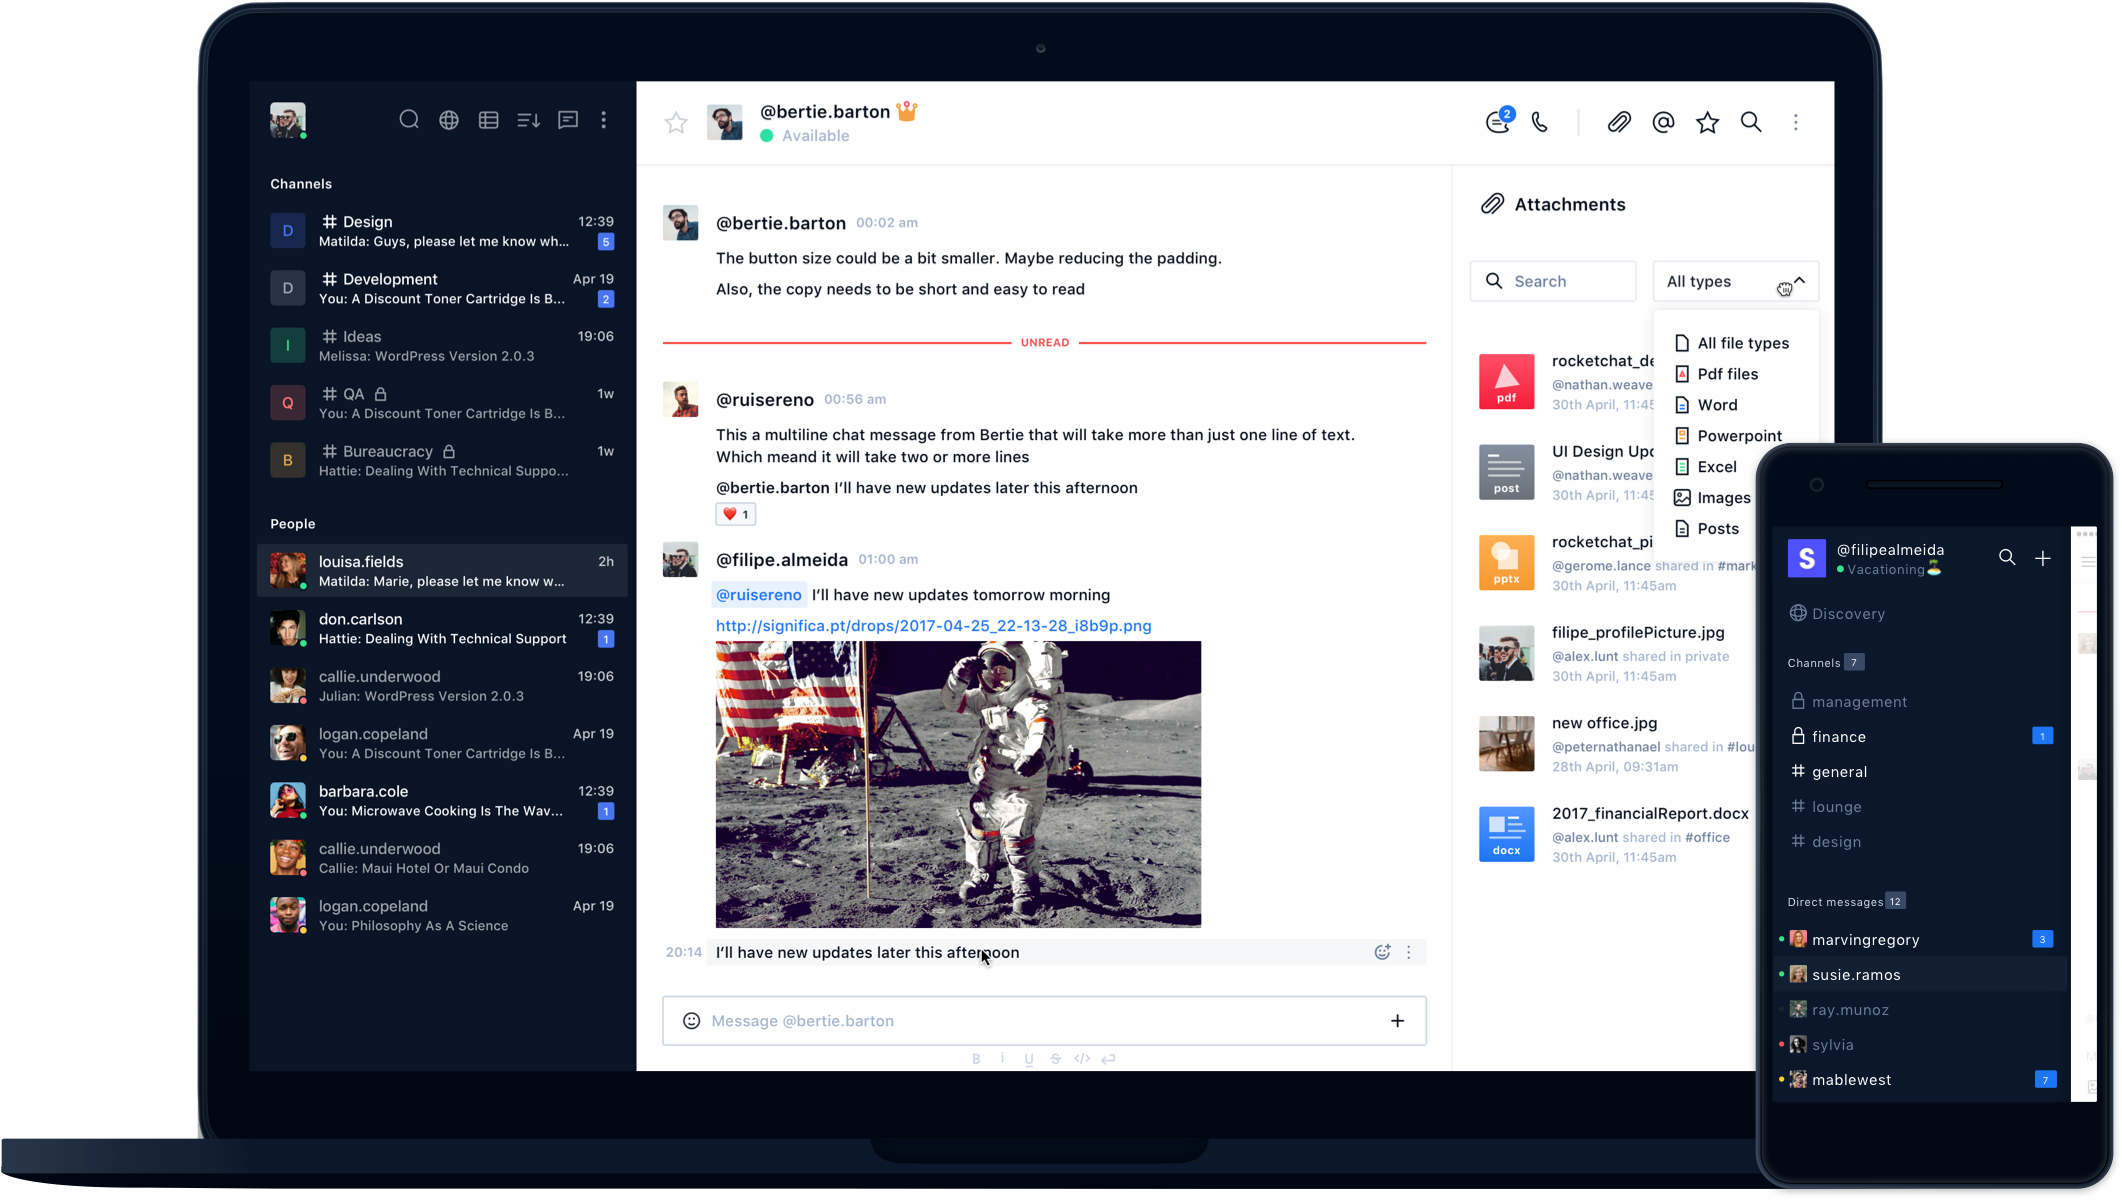 Channels
D
# Design
12:39
Matilda: Guys, please let me know wh...
5
D
# Development
Apr 19
You: A Discount Toner Cartridge Is B...
2
I
# Ideas
19:06
Melissa: WordPress Version 2.0.3
Q
# QA
1w
You: A Discount Toner Cartridge Is B...
B
# Bureaucracy
1w
Hattie: Dealing With Technical Suppo...
People
louisa.fields
2h
Matilda: Marie, please let me know w...
don.carlson
12:39
Hattie: Dealing With Technical Support
1
callie.underwood
19:06
Julian: WordPress Version 2.0.3
logan.copeland
Apr 19
You: A Discount Toner Cartridge Is B...
barbara.cole
12:39
You: Microwave Cooking Is The Wav...
1
callie.underwood
19:06
Callie: Maui Hotel Or Maui Condo
logan.copeland
Apr 19
You: Philosophy As A Science
@bertie.barton
Available
2
@bertie.barton 00:02 am
The button size could be a bit smaller. Maybe reducing the padding.
Also, the copy needs to be short and easy to read
UNREAD
@ruisereno 00:56 am
This a multiline chat message from Bertie that will take more than just one line of text.
Which meand it will take two or more lines
@bertie.barton I'll have new updates later this afternoon
❤️ 1
@filipe.almeida 01:00 am
@ruisereno I'll have new updates tomorrow morning
http://significa.pt/drops/2017-04-25_22-13-28_i8b9p.png
20:14 I'll have new updates later this afternoon
Message @bertie.barton
B i U S </>
Attachments
Search
All types
All file types
Pdf files
Word
Powerpoint
Excel
Images
Posts
pdf
rocketchat_de
@nathan.weave
30th April, 11:45
post
UI Design Upd
@nathan.weave
30th April, 11:45
pptx
rocketchat_pi
@gerome.lance shared in #mark
30th April, 11:45am
filipe_profilePicture.jpg
@alex.lunt shared in private
30th April, 11:45am
new office.jpg
@peternathanael shared in #lou
28th April, 09:31am
docx
2017_financialReport.docx
@alex.lunt shared in #office
30th April, 11:45am
S
@filipealmeida
Vacationing🏝️
Discovery
Channels 7
management
finance
1
# general
# lounge
# design
Direct messages 12
marvingregory
3
susie.ramos
ray.munoz
sylvia
mablewest
7